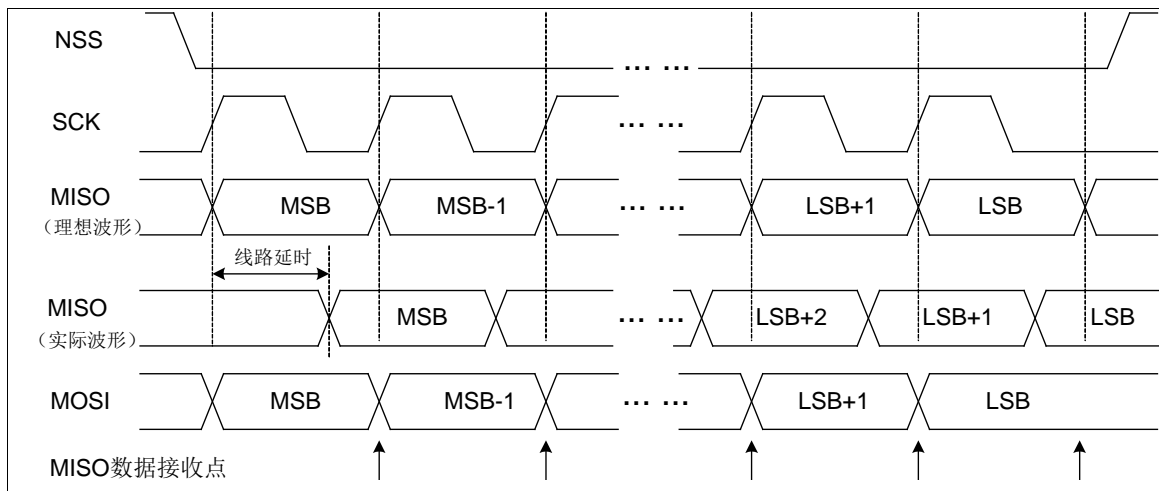 NSS
... ...
SCK
... ...
MISO
（理想波形）
MSB
MSB-1
... ...
LSB+1
LSB
线路延时
MISO
（实际波形）
MSB
... ...
LSB+2
LSB+1
LSB
MOSI
MSB
MSB-1
... ...
LSB+1
LSB
MISO数据接收点